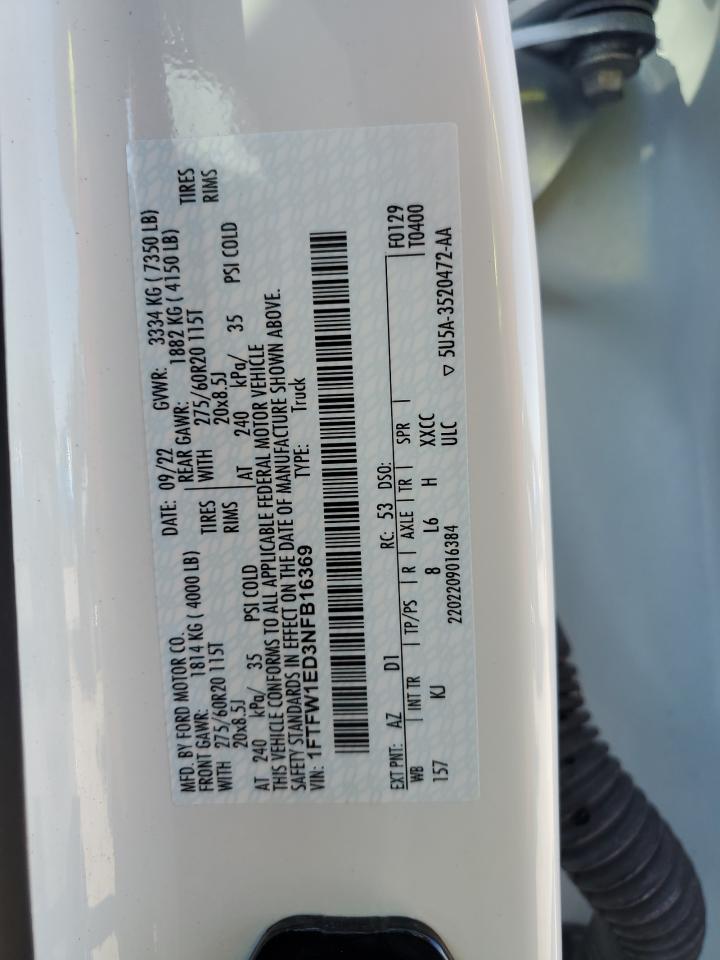 MFD. BY FORD MOTOR CO.
DATE: 09/22 GVWR: 3334 KG ( 7350 LB)
FRONT GAWR: 1814 KG ( 4000 LB) REAR GAWR: 1882 KG ( 4150 LB)
WITH 275/60R20 115T TIRES WITH 275/60R20 115T TIRES
20x8.5J RIMS 20x8.5J RIMS
AT 240 kPa/ 35 PSI COLD AT 240 kPa/ 35 PSI COLD
THIS VEHICLE CONFORMS TO ALL APPLICABLE FEDERAL MOTOR VEHICLE
SAFETY STANDARDS IN EFFECT ON THE DATE OF MANUFACTURE SHOWN ABOVE.
VIN: 1FTFW1ED3NFB16369 TYPE: Truck
EXT PNT: AZ D1 RC: 53 DSO: F0129
WB INT TR TP/PS R AXLE TR SPR T0400
157 KJ 8 L6 H XXCC
2202209016384 ULC
▽ 5U5A-3520472-AA